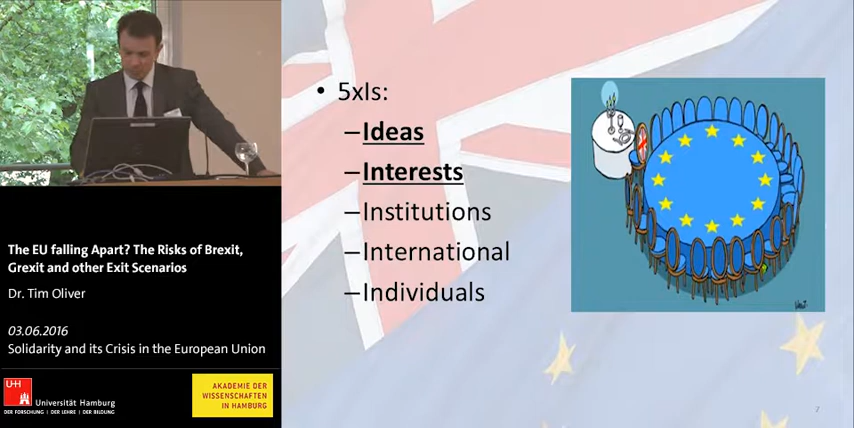 The EU falling Apart? The Risks of Brexit,
Grexit and other Exit Scenarios
Dr. Tim Oliver
03.06.2016
Solidarity and its Crisis in the European Union
UH
Universität Hamburg
DER FORSCHUNG | DER LEHRE | DER BILDUNG
AKADEMIE DER
WISSENSCHAFTEN
IN HAMBURG
• 5xIs:
–Ideas
–Interests
–Institutions
–International
–Individuals
7